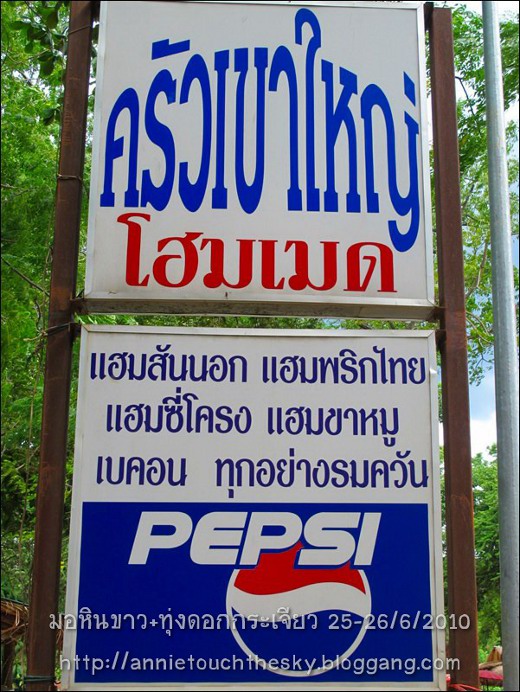 ครัวเขาใหญ่
โฮมเมด
แฮมสันนอก แฮมพริกไทย
แฮมซี่โครง แฮมขาหมู
เบคอน ทุกอย่างรมควัน
PEPSI
มอหินขาว+ทุ่งดอกกระเจียว 25-26/6/2010
http://annietouchthesky.bloggang.com